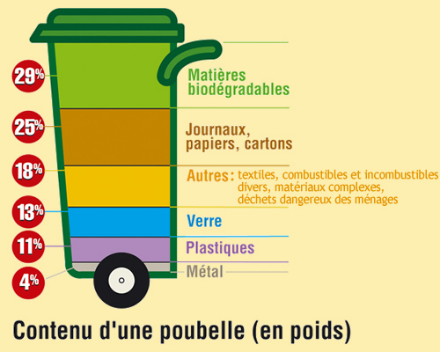 29%
Matières
biodégradables
25%
Journaux,
papiers, cartons
18%
Autres : textiles, combustibles et incombustibles
divers, matériaux complexes,
déchets dangereux des ménages
13%
Verre
11%
Plastiques
4%
Métal
Contenu d'une poubelle (en poids)